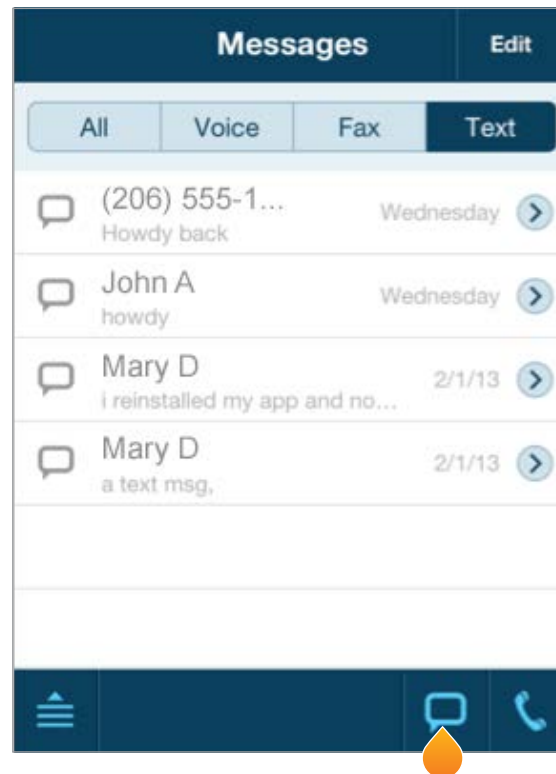 Messages Edit
All Voice Fax Text
(206) 555-1... Wednesday
Howdy back
John A Wednesday
howdy
Mary D 2/1/13
i reinstalled my app and no...
Mary D 2/1/13
a text msg,